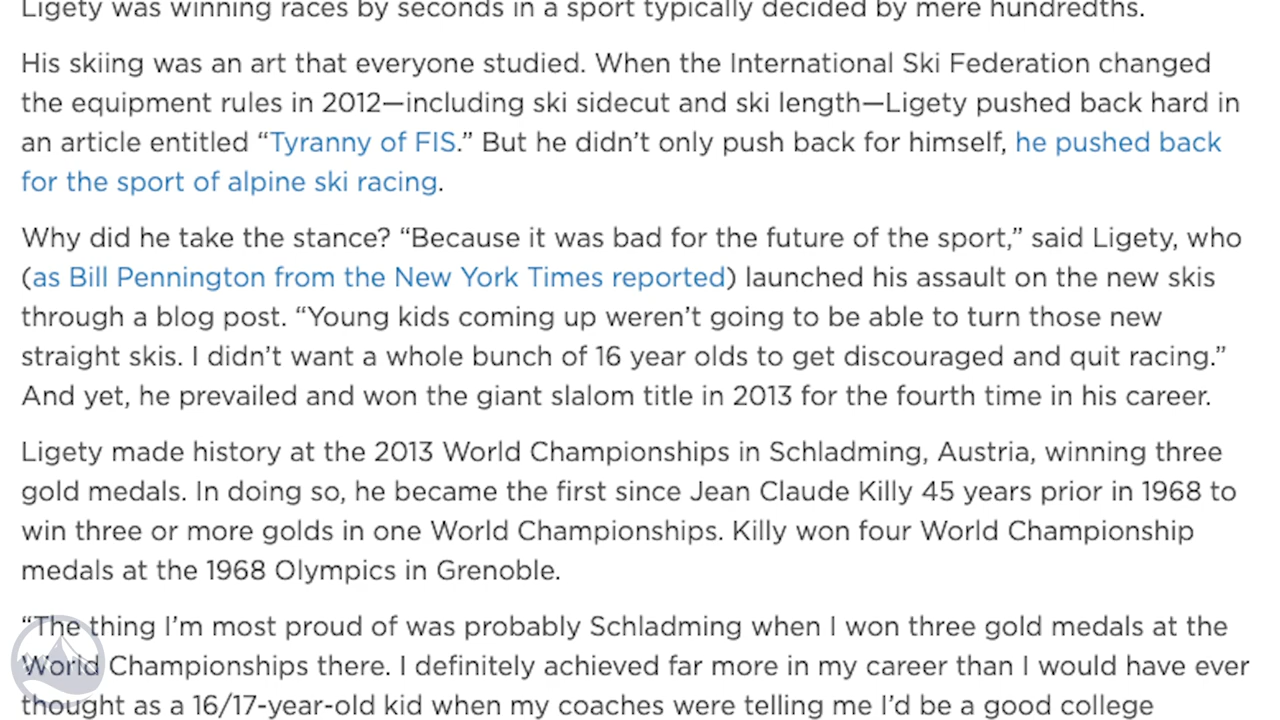 Ligety was winning races by seconds in a sport typically decided by mere hundredths.
His skiing was an art that everyone studied. When the International Ski Federation changed
the equipment rules in 2012—including ski sidecut and ski length—Ligety pushed back hard in
an article entitled “Tyranny of FIS.” But he didn’t only push back for himself, he pushed back
for the sport of alpine ski racing.
Why did he take the stance? “Because it was bad for the future of the sport,” said Ligety, who
(as Bill Pennington from the New York Times reported) launched his assault on the new skis
through a blog post. “Young kids coming up weren’t going to be able to turn those new
straight skis. I didn’t want a whole bunch of 16 year olds to get discouraged and quit racing.”
And yet, he prevailed and won the giant slalom title in 2013 for the fourth time in his career.
Ligety made history at the 2013 World Championships in Schladming, Austria, winning three
gold medals. In doing so, he became the first since Jean Claude Killy 45 years prior in 1968 to
win three or more golds in one World Championships. Killy won four World Championship
medals at the 1968 Olympics in Grenoble.
“The thing I’m most proud of was probably Schladming when I won three gold medals at the
World Championships there. I definitely achieved far more in my career than I would have ever
thought as a 16/17-year-old kid when my coaches were telling me I’d be a good college